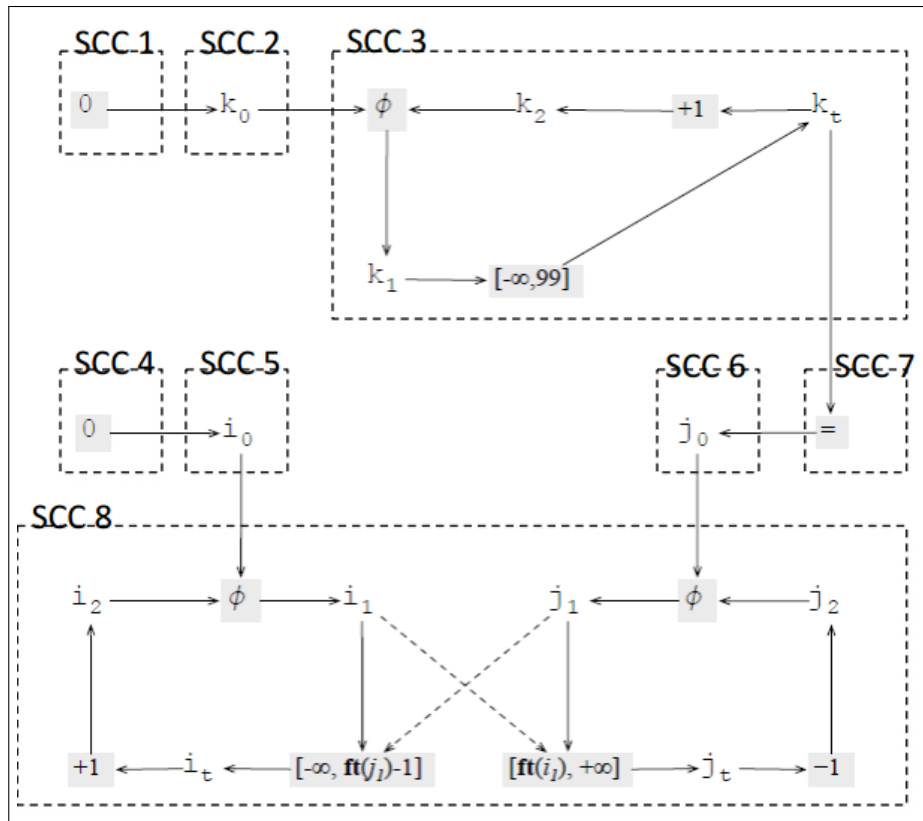 SCC 1 SCC 2 SCC 3
0 k0 ϕ k2 +1 kt
k1 [-∞,99]
SCC 4 SCC 5 SCC 6 SCC 7
0 i0 j0 =
SCC 8
i2 ϕ i1 j1 ϕ j2
+1 it [-∞, ft(j1)-1] [ft(i1), +∞] jt −1